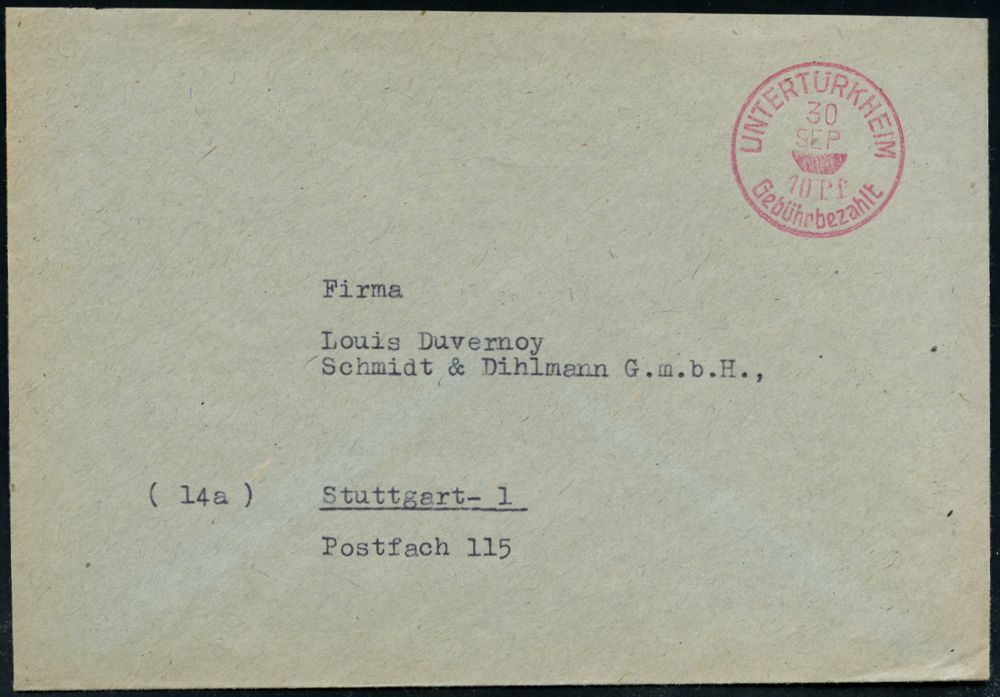 UNTERTÜRKHEIM
30
SEP
10 Pf
Gebührbezahlt
Firma
Louis Duvernoy
Schmidt & Dihlmann G.m.b.H.,
( 14a ) Stuttgart- 1
Postfach 115